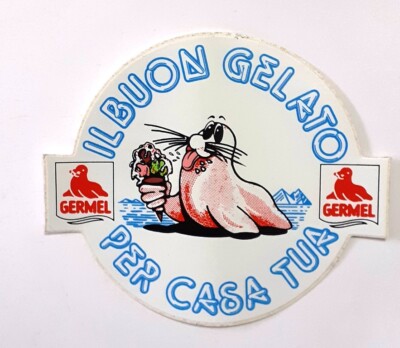 IL BUON GELATO
GERMEL
GERMEL
PER CASA TUA